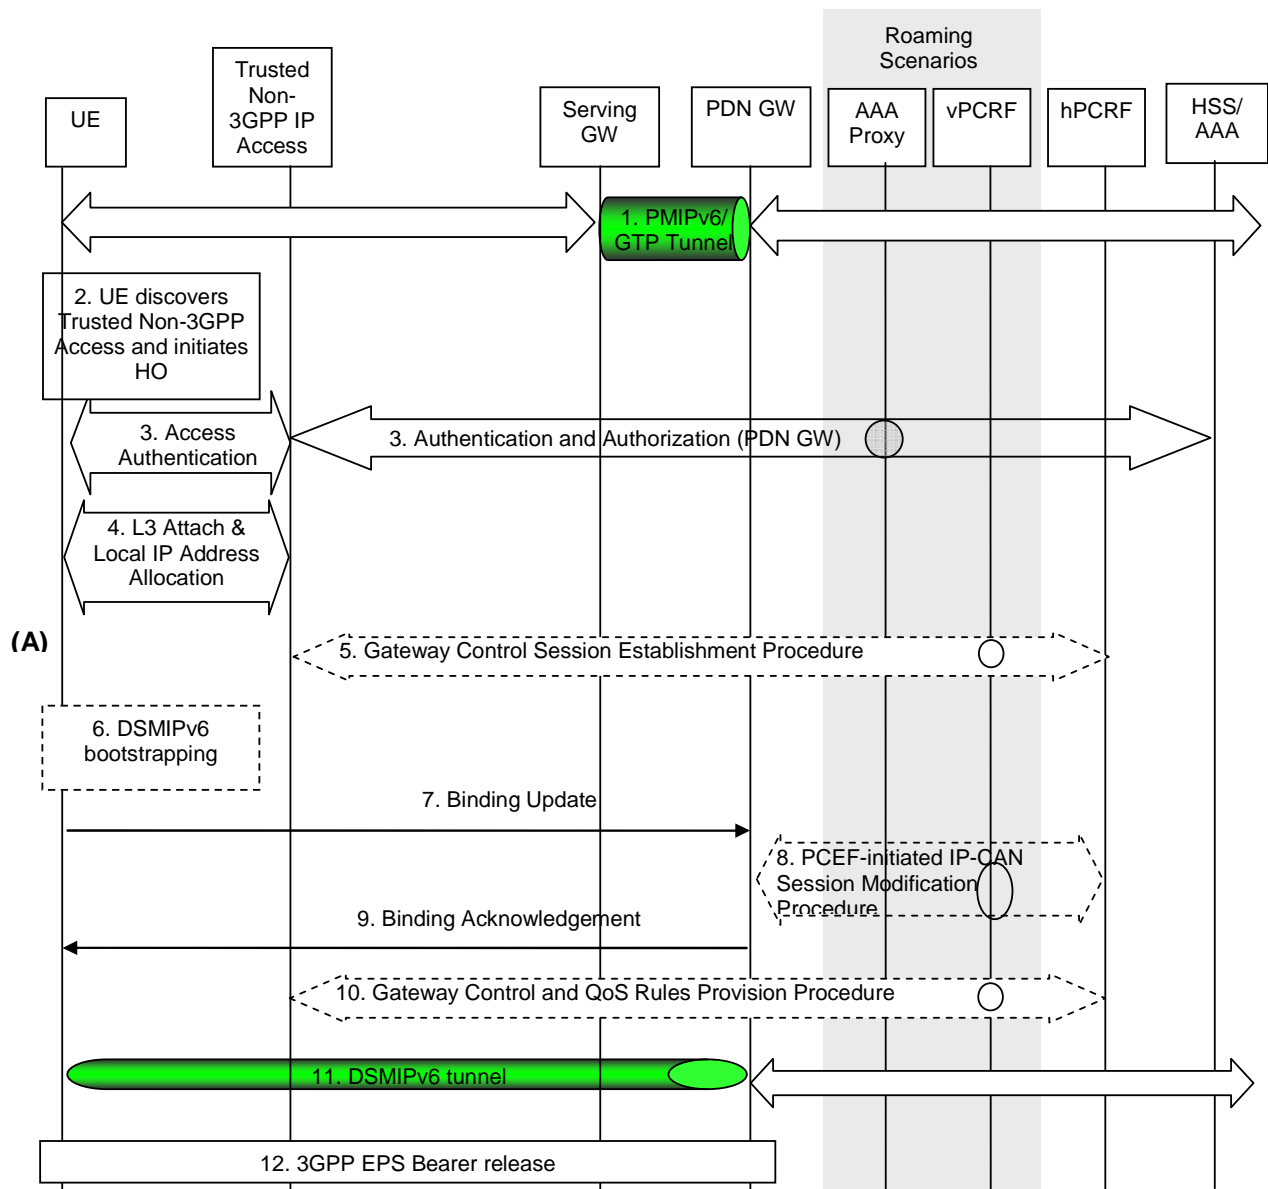 Roaming
Scenarios
UE
Trusted
Non-
3GPP IP
Access
Serving
GW
PDN GW
AAA
Proxy
vPCRF
hPCRF
HSS/
AAA
1. PMIPv6/
GTP Tunnel
2. UE discovers
Trusted Non-3GPP
Access and initiates
HO
3. Access
Authentication
3. Authentication and Authorization (PDN GW)
4. L3 Attach &
Local IP Address
Allocation
(A)
5. Gateway Control Session Establishment Procedure
6. DSMIPv6
bootstrapping
7. Binding Update
8. PCEF-initiated IP-CAN
Session Modification
Procedure
9. Binding Acknowledgement
10. Gateway Control and QoS Rules Provision Procedure
11. DSMIPv6 tunnel
12. 3GPP EPS Bearer release